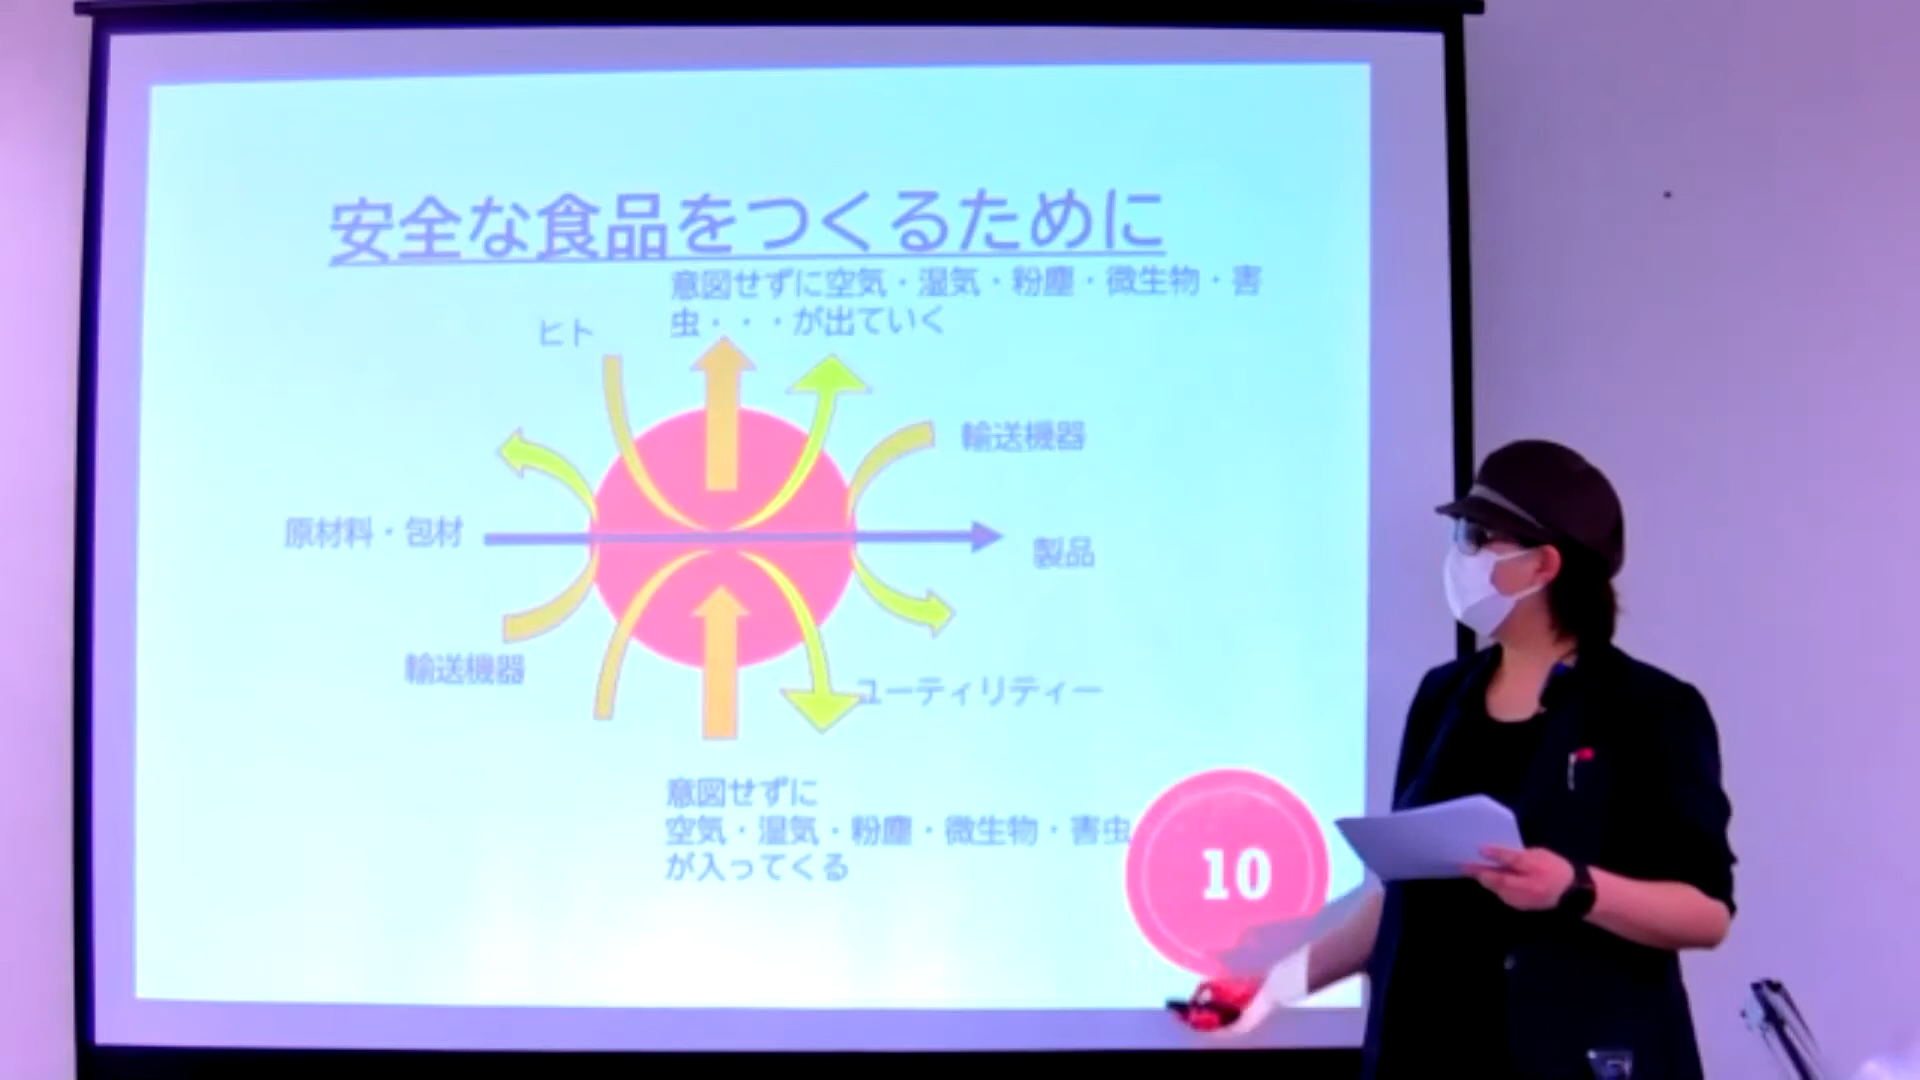 安全な食品をつくるために
意図せずに空気・湿気・粉塵・微生物・害
虫・・・が出ていく
ヒト
輸送機器
原材料・包材
製品
輸送機器
ユーティリティー
意図せずに
空気・湿気・粉塵・微生物・害虫
が入ってくる
10